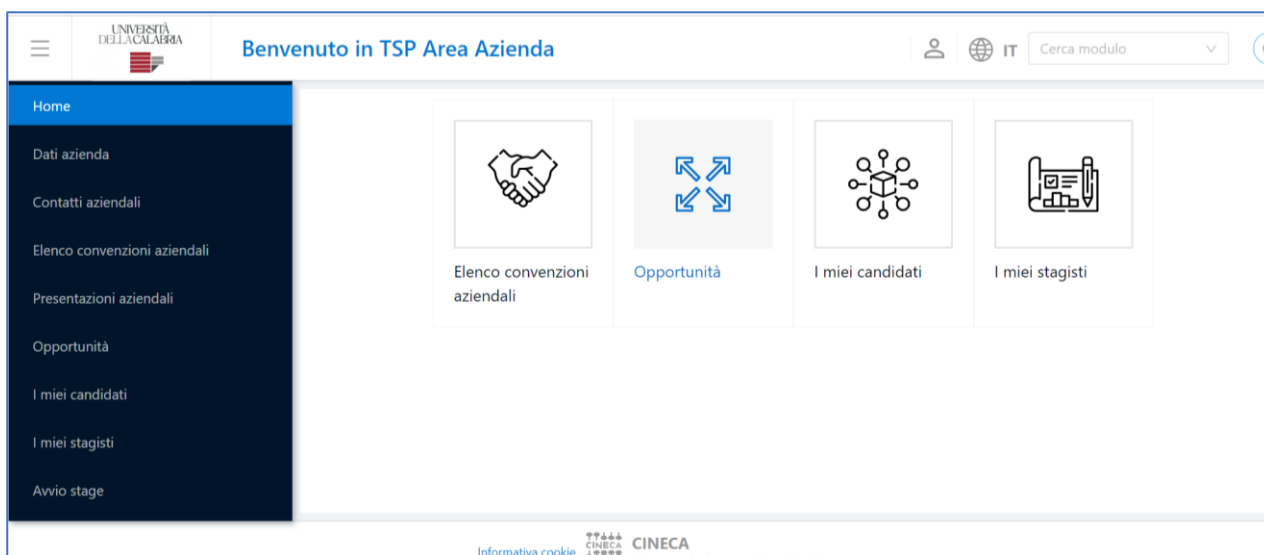 UNIVERSITÀ
DELLA CALABRIA
Benvenuto in TSP Area Azienda
IT
Cerca modulo
Home
Dati azienda
Contatti aziendali
Elenco convenzioni aziendali
Presentazioni aziendali
Opportunità
I miei candidati
I miei stagisti
Avvio stage
Elenco convenzioni
aziendali
Opportunità
I miei candidati
I miei stagisti
Informativa cookie
CINECA
CINECA